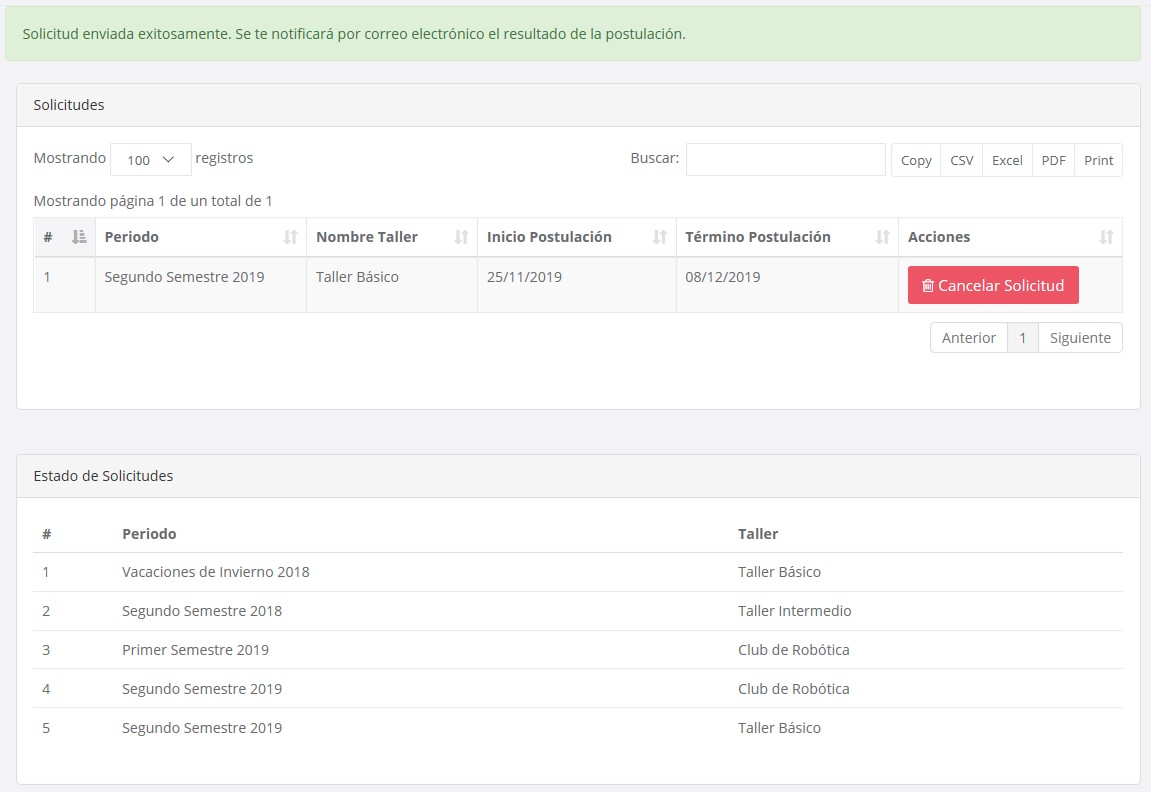 Solicitud enviada exitosamente. Se te notificará por correo electrónico el resultado de la postulación.
Solicitudes
Mostrando 100 registros Buscar: Copy CSV Excel PDF Print
Mostrando página 1 de un total de 1
# Periodo Nombre Taller Inicio Postulación Término Postulación Acciones
1 Segundo Semestre 2019 Taller Básico 25/11/2019 08/12/2019 Cancelar Solicitud
Anterior 1 Siguiente
Estado de Solicitudes
# Periodo Taller
1 Vacaciones de Invierno 2018 Taller Básico
2 Segundo Semestre 2018 Taller Intermedio
3 Primer Semestre 2019 Club de Robótica
4 Segundo Semestre 2019 Club de Robótica
5 Segundo Semestre 2019 Taller Básico